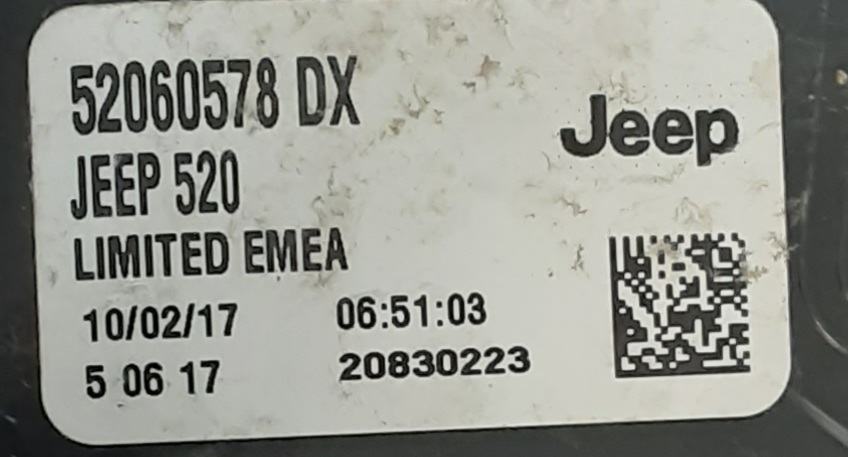 52060578 DX
Jeep
JEEP 520
LIMITED EMEA
10/02/17 06:51:03
5 06 17 20830223